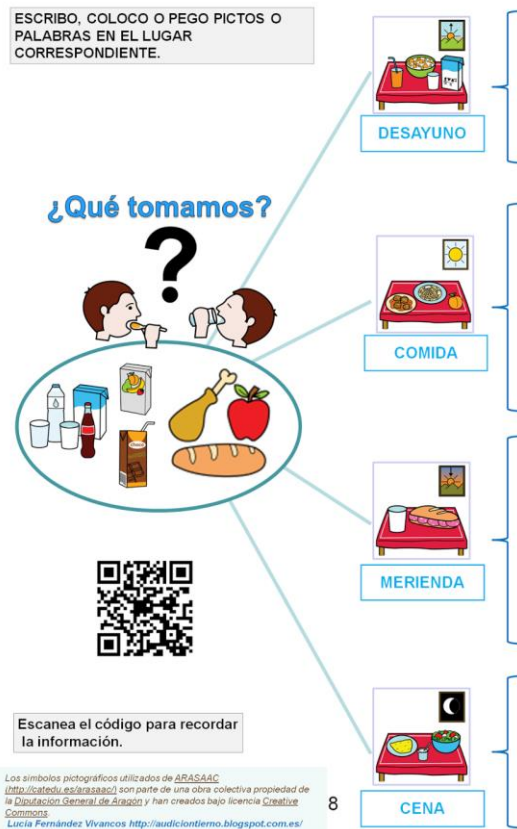 ESCRIBO, COLOCO O PEGO PICTOS O
PALABRAS EN EL LUGAR
CORRESPONDIENTE.
DESAYUNO
¿Qué tomamos?
?
COMIDA
MERIENDA
Escanea el código para recordar
la información.
Los símbolos pictográficos utilizados de ARASAAC
(http://catedu.es/arasaac/) son parte de una obra colectiva propiedad de
la Diputación General de Aragón y han creados bajo licencia Creative
Commons.
Lucía Fernández Vivancos http://audiciontierno.blogspot.com.es/
8
CENA